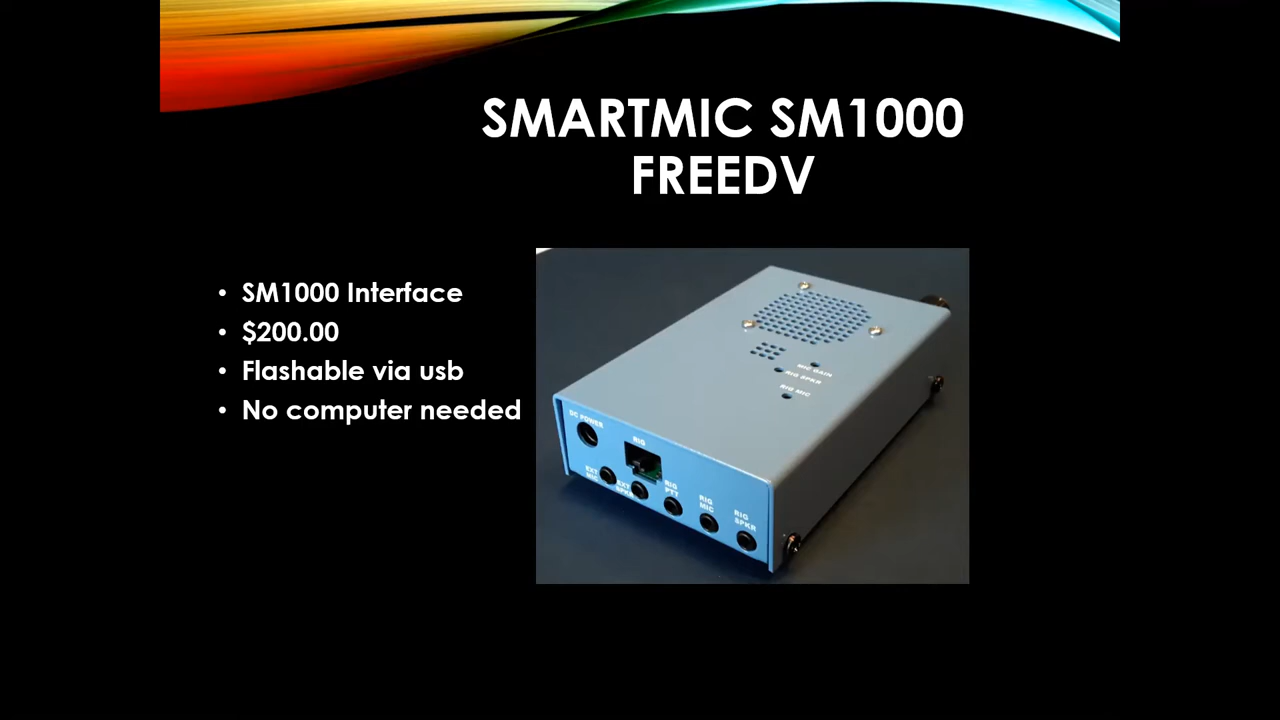 SMARTMIC SM1000
FREEDV
• SM1000 Interface
• $200.00
• Flashable via usb
• No computer needed
MIC GAIN
RIG SPKR
RIG MIC
DC POWER
RIG
EXT
MIC
EXT
SPKR
RIG
PTT
RIG
MIC
RIG
SPKR